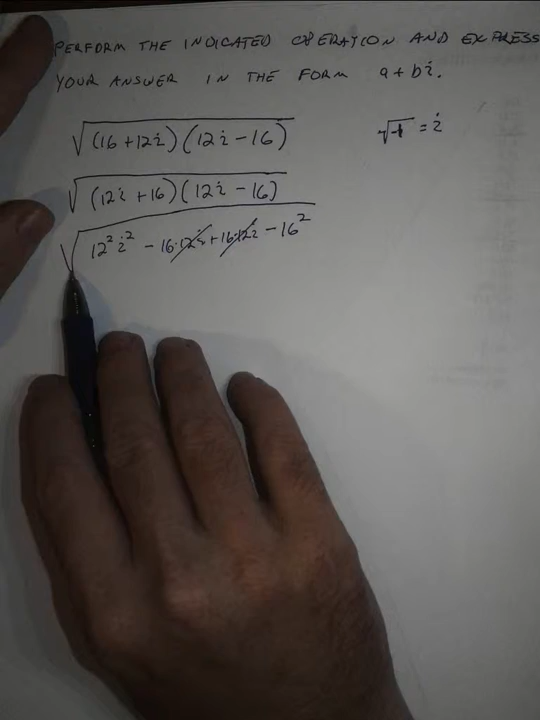 PERFORM THE INDICATED OPERATION AND EXPRESS
YOUR ANSWER IN THE FORM a + bi.
√(16+12i)(12i-16)
√-1 = i
√(12i+16)(12i-16)
√12²i² - 16·12i + 16·12i - 16²